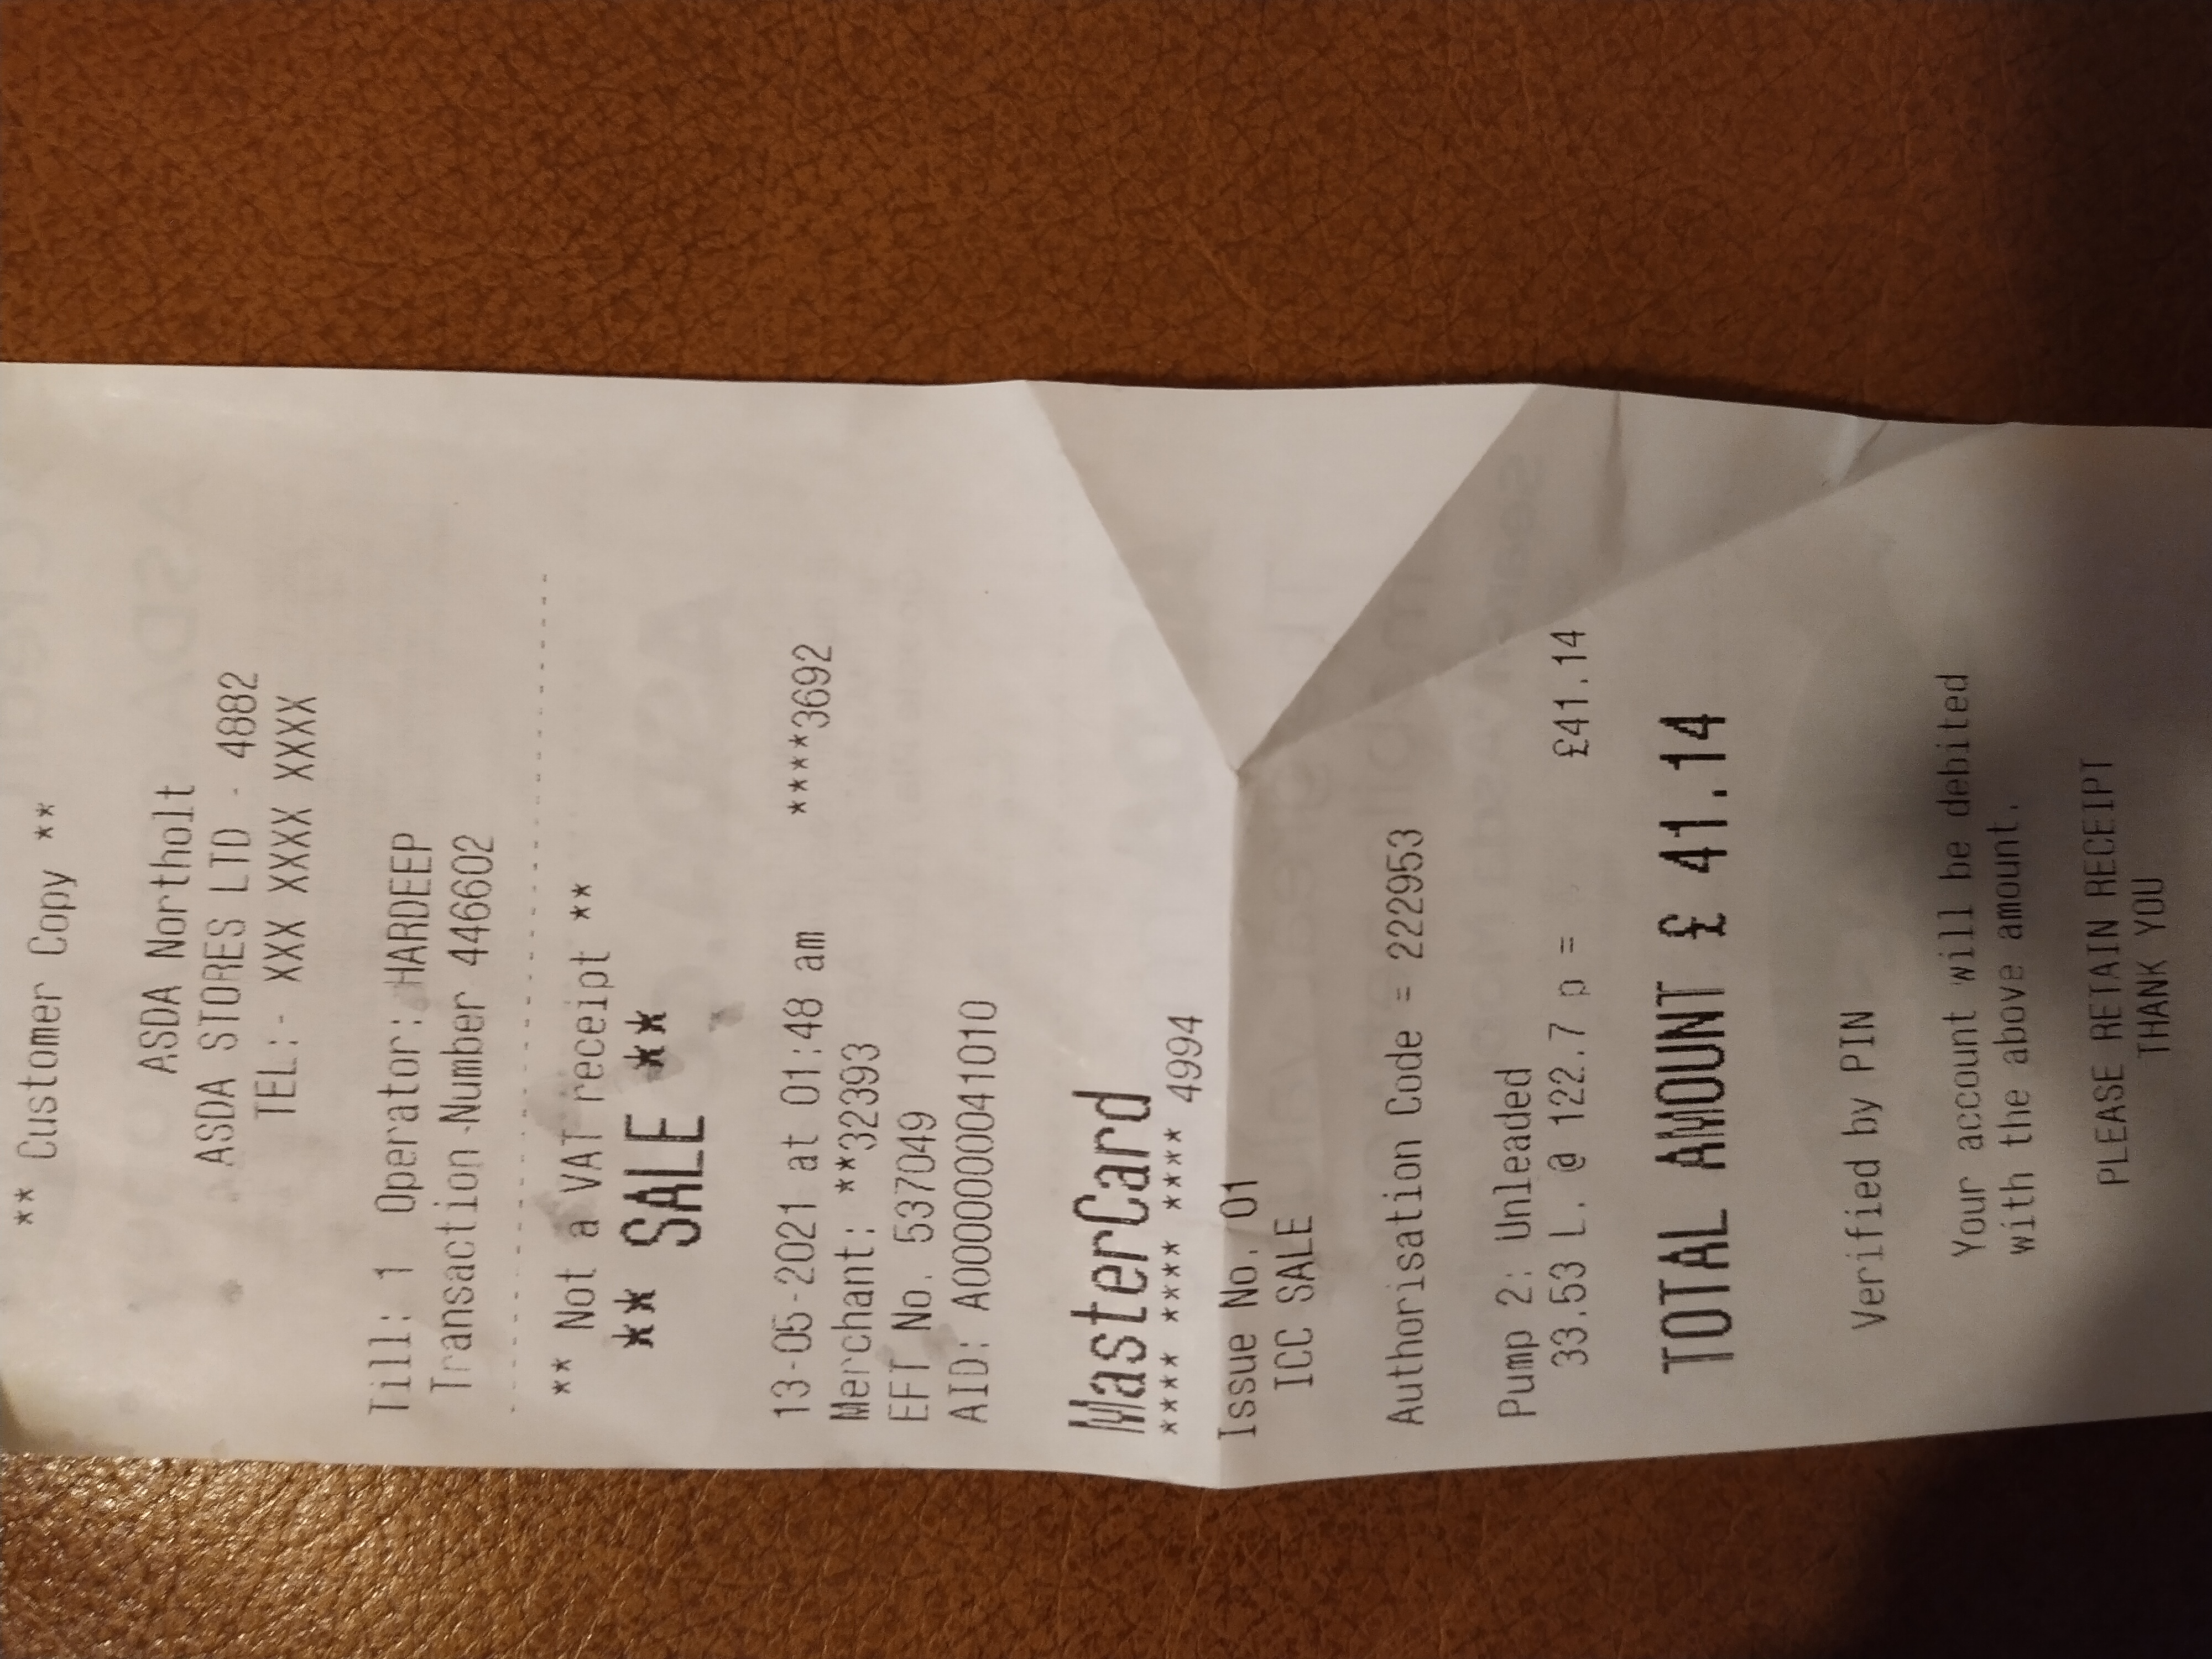 ** Customer Copy **
ASDA Northolt
ASDA STORES LTD - 4882
TEL:- XXX XXXX XXXX
Till: 1 Operator: HARDEEP
Transaction Number 446602
** Not a VAT receipt **
** SALE **
13-05-2021 at 01:48 am ****3692
Merchant: **32393
EFT No. 537049
AID: A0000000041010
MasterCard
**** **** **** 4994
Issue No. 01
ICC SALE
Authorisation Code = 222953
Pump 2: Unleaded
33.53 L. @ 122.7 p = £41.14
TOTAL AMOUNT £ 41.14
Verified by PIN
Your account will be debited
with the above amount.
PLEASE RETAIN RECEIPT
THANK YOU